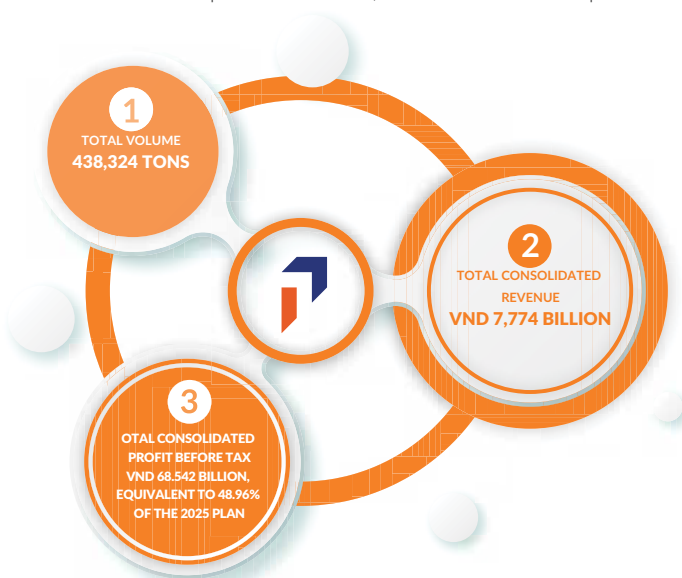 1
TOTAL VOLUME
438,324 TONS
2
TOTAL CONSOLIDATED
REVENUE
VND 7,774 BILLION
3
OTAL CONSOLIDATED
PROFIT BEFORE TAX
VND 68.542 BILLION,
EQUIVALENT TO 48.96%
OF THE 2025 PLAN